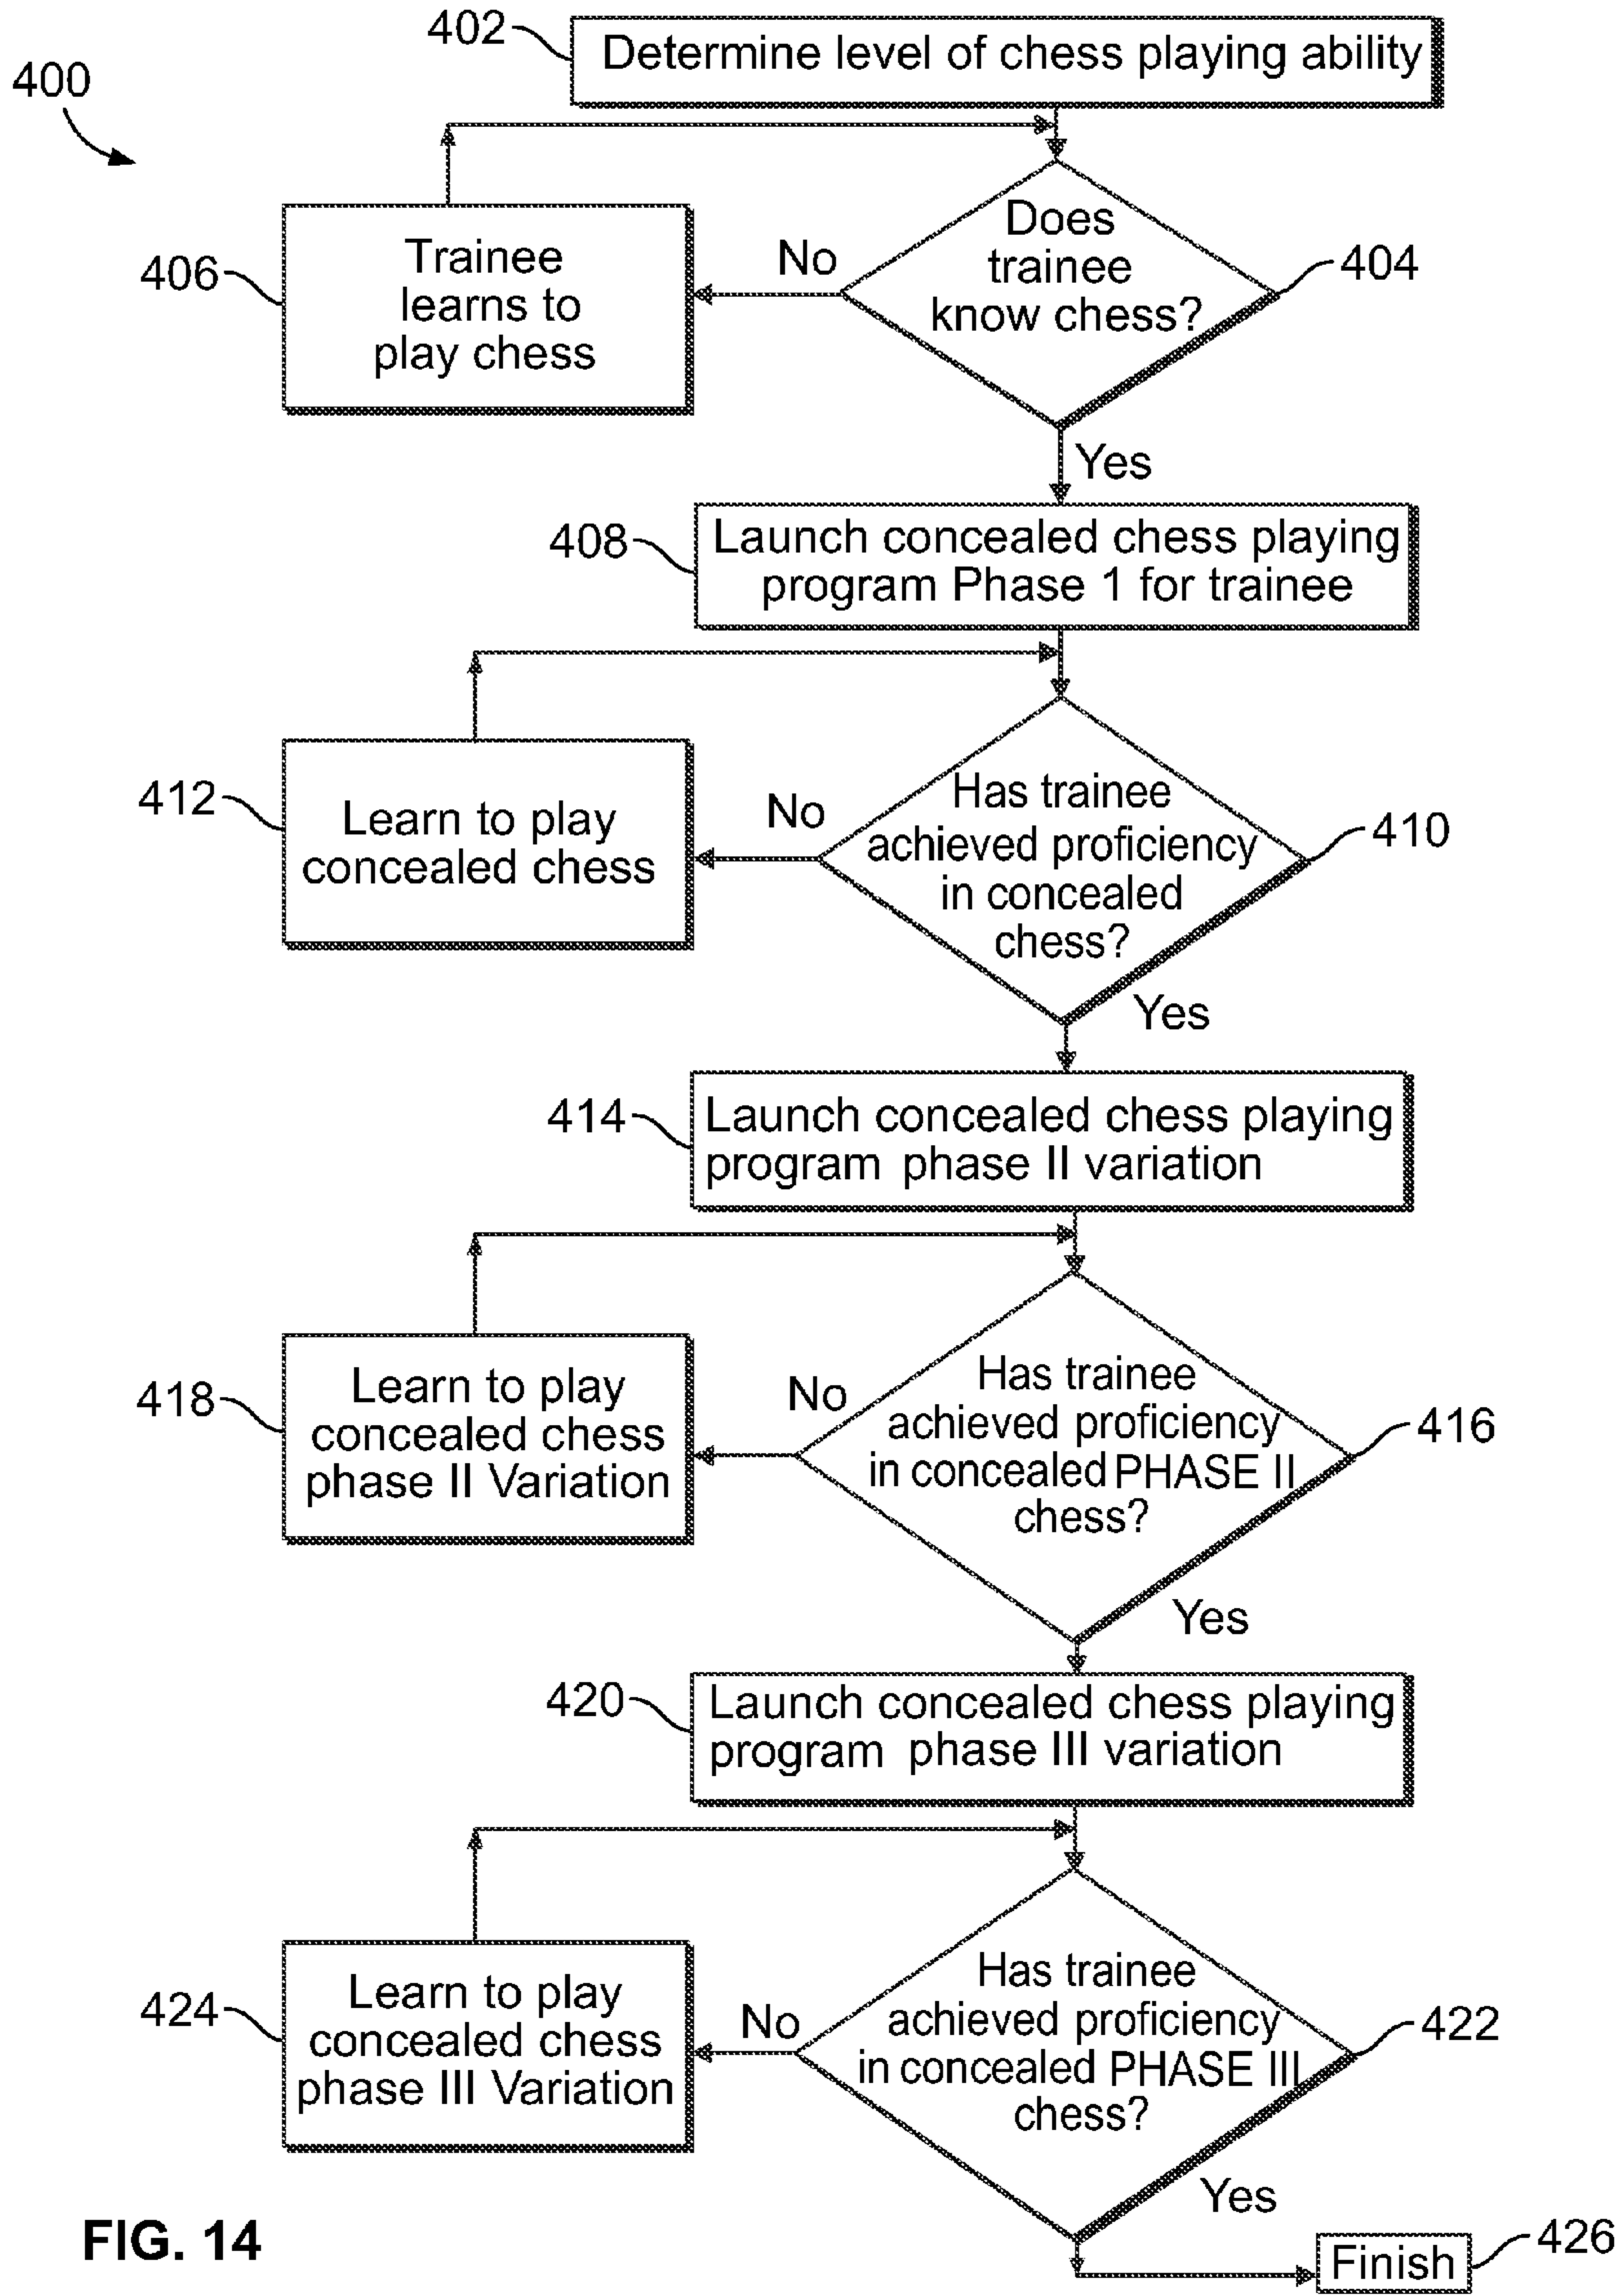 402
Determine level of chess playing ability
400
Does
trainee
know chess?
404
No
406
Trainee
learns to
play chess
Yes
408
Launch concealed chess playing
program Phase 1 for trainee
412
Learn to play
concealed chess
No
Has trainee
achieved proficiency
in concealed
chess?
410
Yes
414
Launch concealed chess playing
program phase II variation
418
Learn to play
concealed chess
phase II Variation
No
Has trainee
achieved proficiency
in concealed PHASE II
chess?
416
Yes
420
Launch concealed chess playing
program phase III variation
424
Learn to play
concealed chess
phase III Variation
No
Has trainee
achieved proficiency
in concealed PHASE III
chess?
422
Yes
FIG. 14
Finish
426